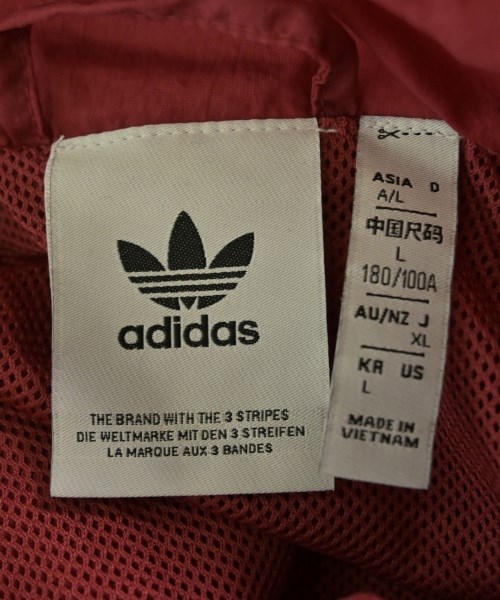 adidas
THE BRAND WITH THE 3 STRIPES
DIE WELTMARKE MIT DEN 3 STREIFEN
LA MARQUE AUX 3 BANDES
ASIA D
A/L
中国尺码
L
180/100A
AU/NZ J
XL
KR US
L
MADE IN
VIETNAM